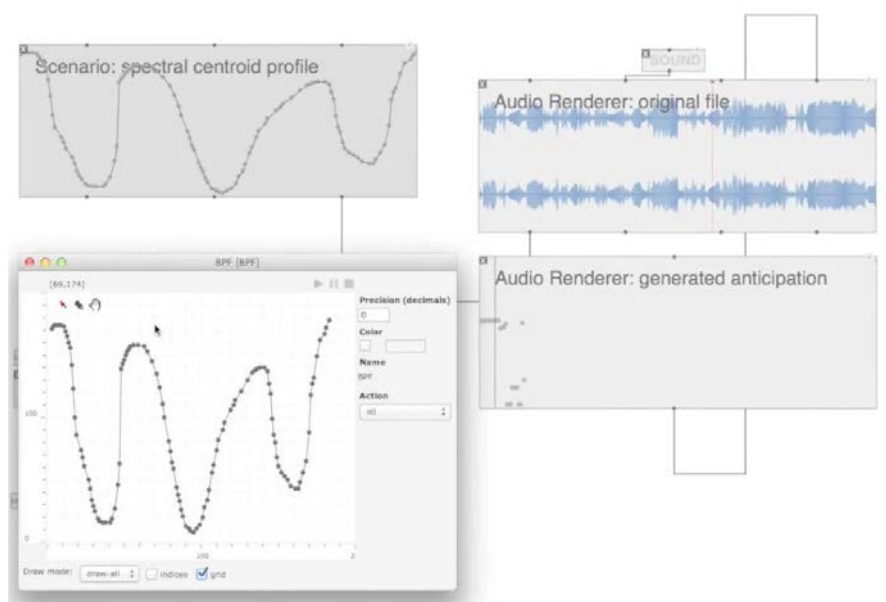 Scenario: spectral centroid profile
SOUND
Audio Renderer: original file
Audio Renderer: generated anticipation
BPF [BPF]
[69,174]
Precision (decimals)
0
Color
Name
BPF
Action
nil
100
0
100
2
Draw mode:
draw-all
indices
grid